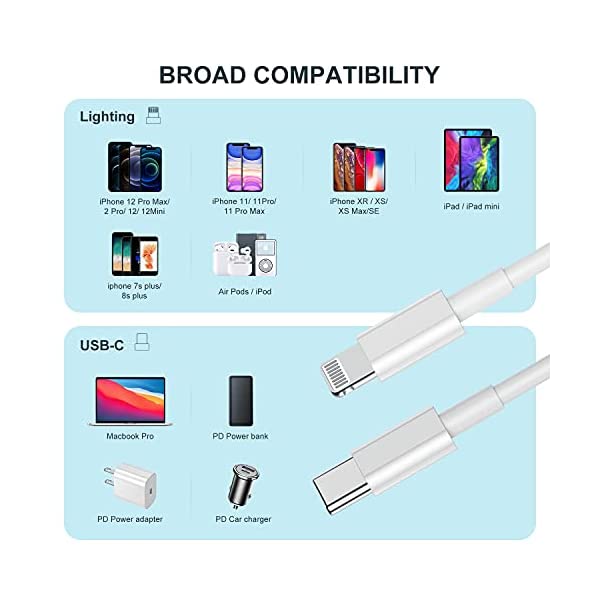 BROAD COMPATIBILITY
Lighting
iPhone 12 Pro Max/
2 Pro/ 12/ 12Mini
iPhone 11/ 11Pro/
11 Pro Max
iPhone XR / XS/
XS Max/SE
iPad / iPad mini
iphone 7s plus/
8s plus
Air Pods / iPod
USB-C
Macbook Pro
PD Power bank
PD Power adapter
PD Car charger